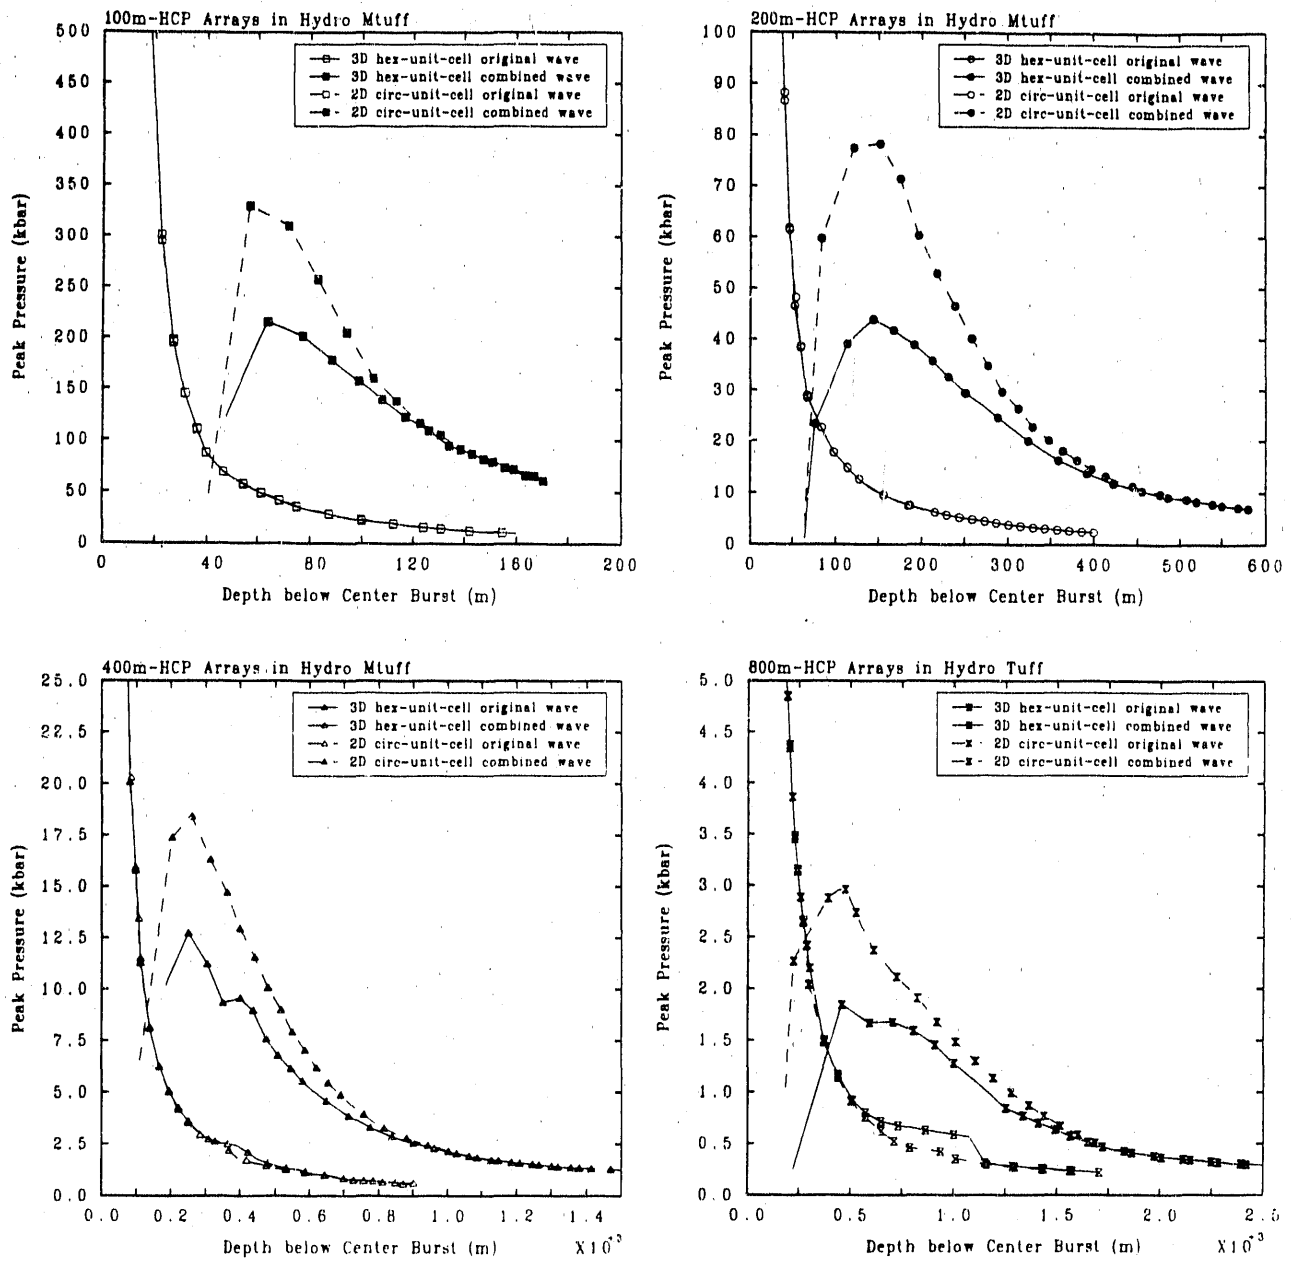 100m-HCP Arrays in Hydro Mtuff
500
450
400
350
300
250
200
150
100
50
0
Peak Pressure (kbar)
3D hex-unit-cell original wave
3D hex-unit-cell combined wave
2D circ-unit-cell original wave
2D circ-unit-cell combined wave
0 40 80 120 160 200
Depth below Center Burst (m)
200m-HCP Arrays in Hydro Mtuff
100
90
80
70
60
50
40
30
20
10
0
Peak Pressure (kbar)
3D hex-unit-cell original wave
3D hex-unit-cell combined wave
2D circ-unit-cell original wave
2D circ-unit-cell combined wave
0 100 200 300 400 500 600
Depth below Center Burst (m)
400m-HCP Arrays in Hydro Mtuff
25.0
22.5
20.0
17.5
15.0
12.5
10.0
7.5
5.0
2.5
0.0
Peak Pressure (kbar)
3D hex-unit-cell original wave
3D hex-unit-cell combined wave
2D circ-unit-cell original wave
2D circ-unit-cell combined wave
0.0 0.2 0.4 0.6 0.8 1.0 1.2 1.4
Depth below Center Burst (m) X10⁻³
800m-HCP Arrays in Hydro Tuff
5.0
4.5
4.0
3.5
3.0
2.5
2.0
1.5
1.0
0.5
0.0
Peak Pressure (kbar)
3D hex-unit-cell original wave
3D hex-unit-cell combined wave
2D circ-unit-cell original wave
2D circ-unit-cell combined wave
0.0 0.5 1.0 1.5 2.0 2.5
Depth below Center Burst (m) X10⁻³